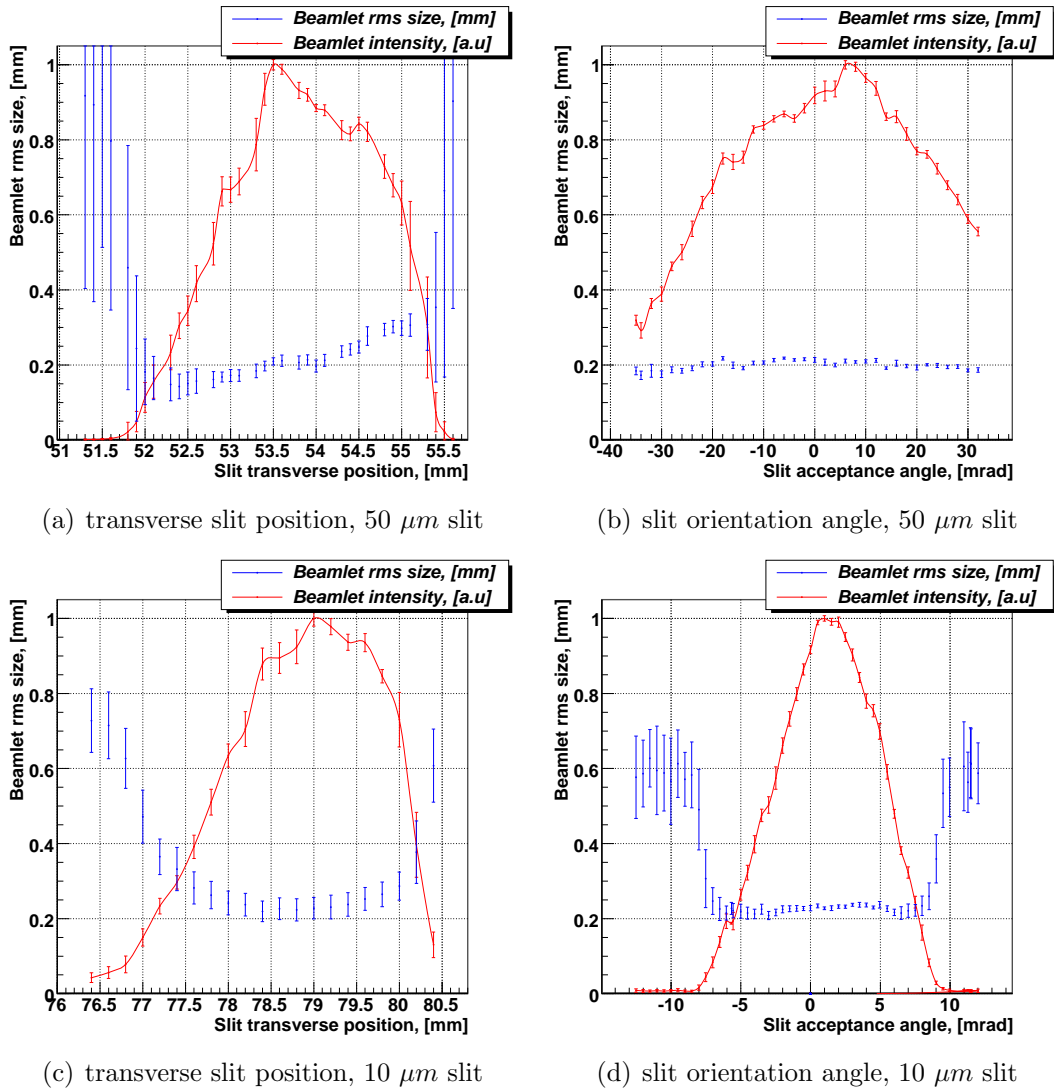 Beamlet rms size, [mm]
Beamlet intensity, [a.u]
Beamlet rms size, [mm]
1
0.8
0.6
0.4
0.2
0
51 51.5 52 52.5 53 53.5 54 54.5 55 55.5
Slit transverse position, [mm]
(a) transverse slit position, 50 μm slit
Beamlet rms size, [mm]
Beamlet intensity, [a.u]
Beamlet rms size, [mm]
1
0.8
0.6
0.4
0.2
0
-40 -30 -20 -10 0 10 20 30
Slit acceptance angle, [mrad]
(b) slit orientation angle, 50 μm slit
Beamlet rms size, [mm]
Beamlet intensity, [a.u]
Beamlet rms size, [mm]
1
0.8
0.6
0.4
0.2
0
76 76.5 77 77.5 78 78.5 79 79.5 80 80.5
Slit transverse position, [mm]
(c) transverse slit position, 10 μm slit
Beamlet rms size, [mm]
Beamlet intensity, [a.u]
Beamlet rms size, [mm]
1
0.8
0.6
0.4
0.2
0
-10 -5 0 5 10
Slit acceptance angle, [mrad]
(d) slit orientation angle, 10 μm slit